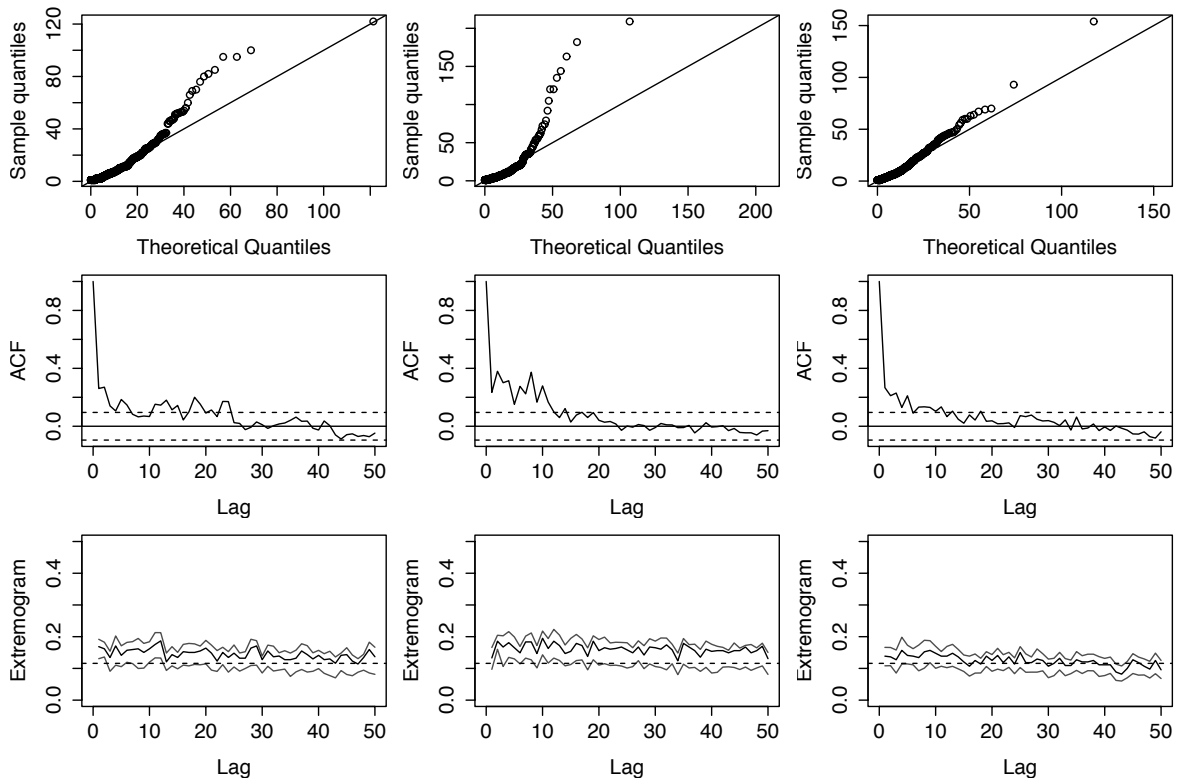 Sample quantiles
0 40 80 120
0 20 40 60 80 100
Theoretical Quantiles
Sample quantiles
0 50 150
0 50 100 150 200
Theoretical Quantiles
Sample quantiles
0 50 100 150
0 50 100 150
Theoretical Quantiles
ACF
0.0 0.4 0.8
0 10 20 30 40 50
Lag
ACF
0.0 0.4 0.8
0 10 20 30 40 50
Lag
ACF
0.0 0.4 0.8
0 10 20 30 40 50
Lag
Extremogram
0.0 0.2 0.4
0 10 20 30 40 50
Lag
Extremogram
0.0 0.2 0.4
0 10 20 30 40 50
Lag
Extremogram
0.0 0.2 0.4
0 10 20 30 40 50
Lag